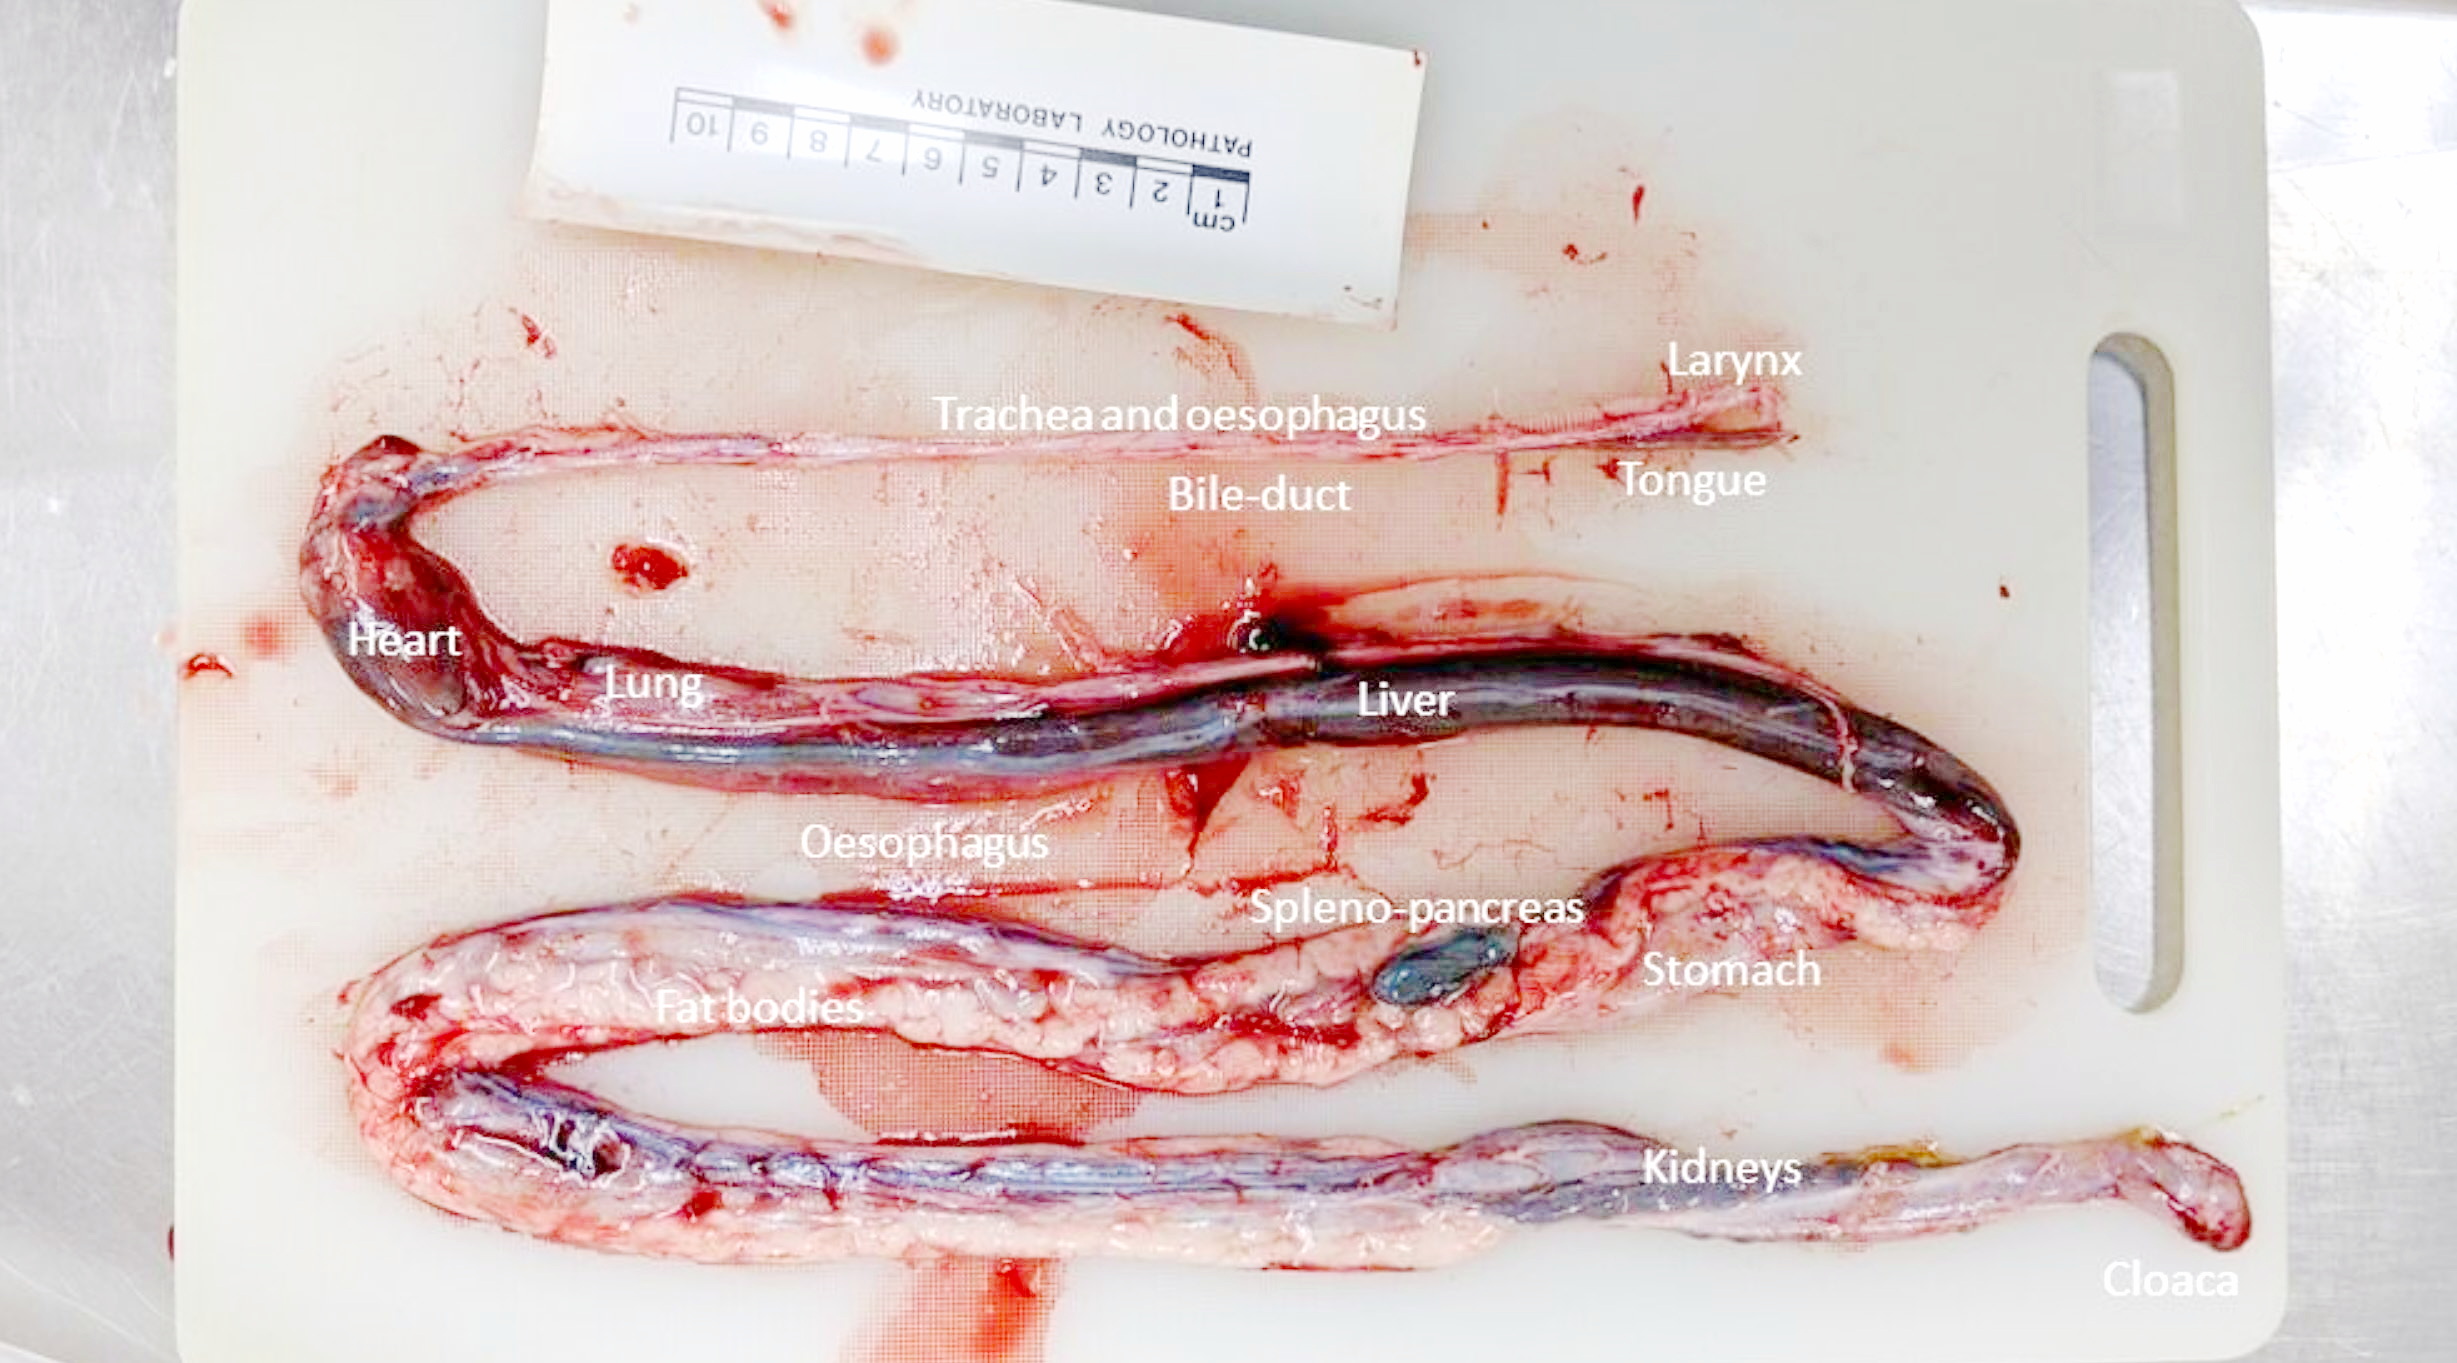 PATHOLOGY LABORATORY
cm
1 2 3 4 5 6 7 8 9 10
Larynx
Trachea and oesophagus
Tongue
Bile-duct
Heart
Lung
Liver
Oesophagus
Spleno-pancreas
Stomach
Fat bodies
Kidneys
Cloaca